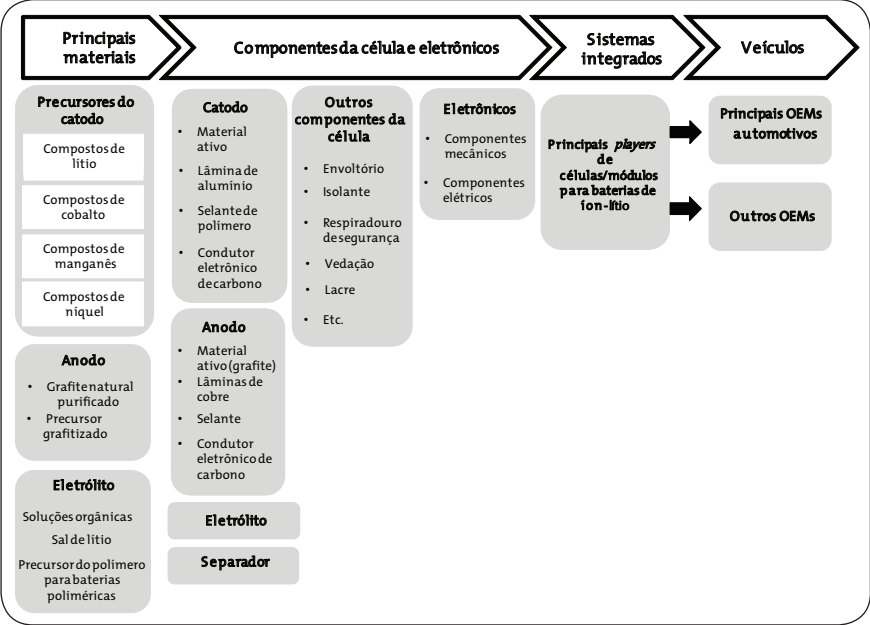 Principais
materiais
Componentes da célula e eletrônicos
Sistemas
integrados
Veículos
Precursores do
catodo
Compostos de
lítio
Compostos de
cobalto
Compostos de
manganês
Compostos de
níquel
Anodo
• Grafite natural
purificado
• Precursor
grafitizado
Eletrólito
Soluções orgânicas
Sal de lítio
Precursor do polímero
para baterias
poliméricas
Catodo
• Material
ativo
• Lâmina de
alumínio
• Selante de
polímero
• Condutor
eletrônico
de carbono
Anodo
• Material
ativo (grafite)
• Lâminas de
cobre
• Selante
• Condutor
eletrônico de
carbono
Eletrólito
Separador
Outros
componentes da
célula
• Envoltório
• Isolante
• Respiradouro
de segurança
• Vedação
• Lacre
• Etc.
Eletrônicos
• Componentes
mecânicos
• Componentes
elétricos
Principais players
de
células/módulos
para baterias de
íon-lítio
Principais OEMs
automotivos
Outros OEMs